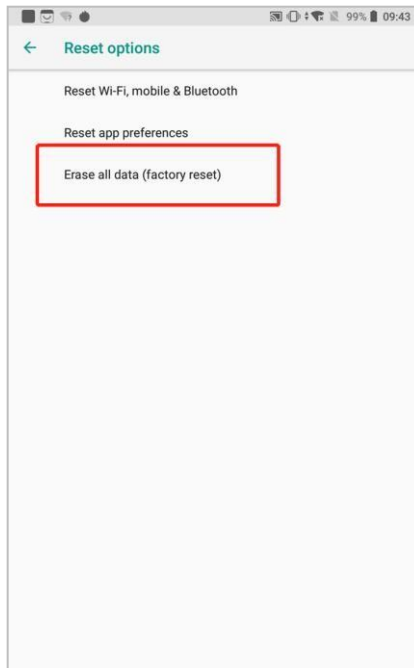 99% 09:43
Reset options
Reset Wi-Fi, mobile & Bluetooth
Reset app preferences
Erase all data (factory reset)